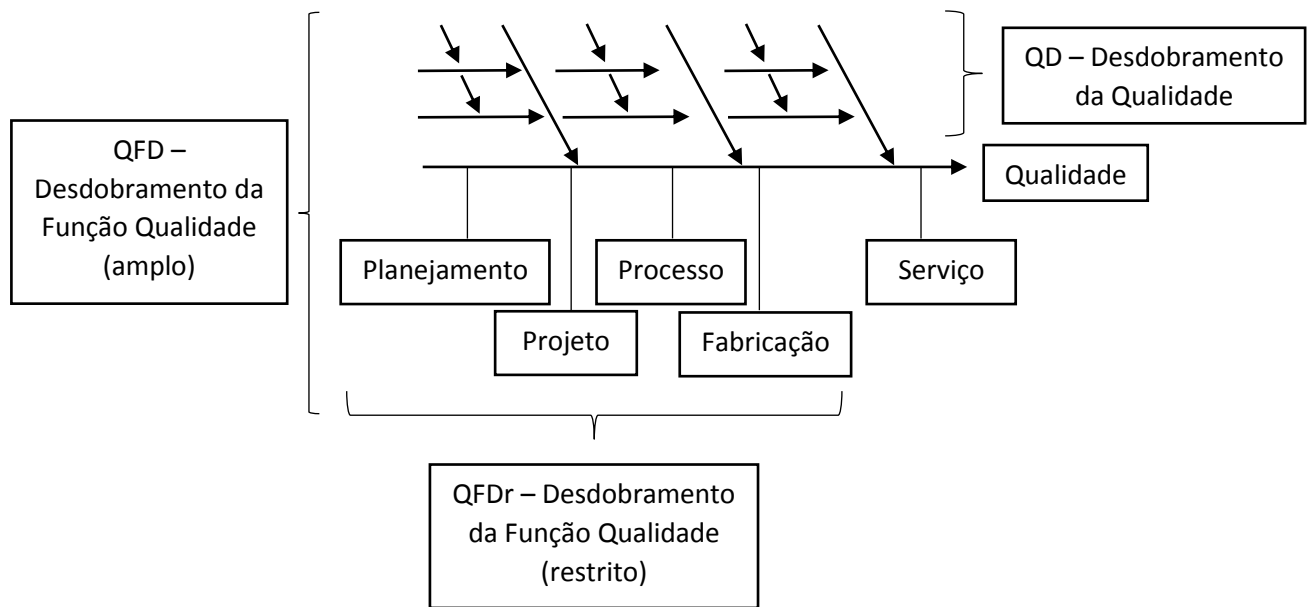 QD – Desdobramento
da Qualidade
QFD –
Desdobramento da
Função Qualidade
(amplo)
Qualidade
Planejamento
Processo
Serviço
Projeto
Fabricação
QFDr – Desdobramento
da Função Qualidade
(restrito)